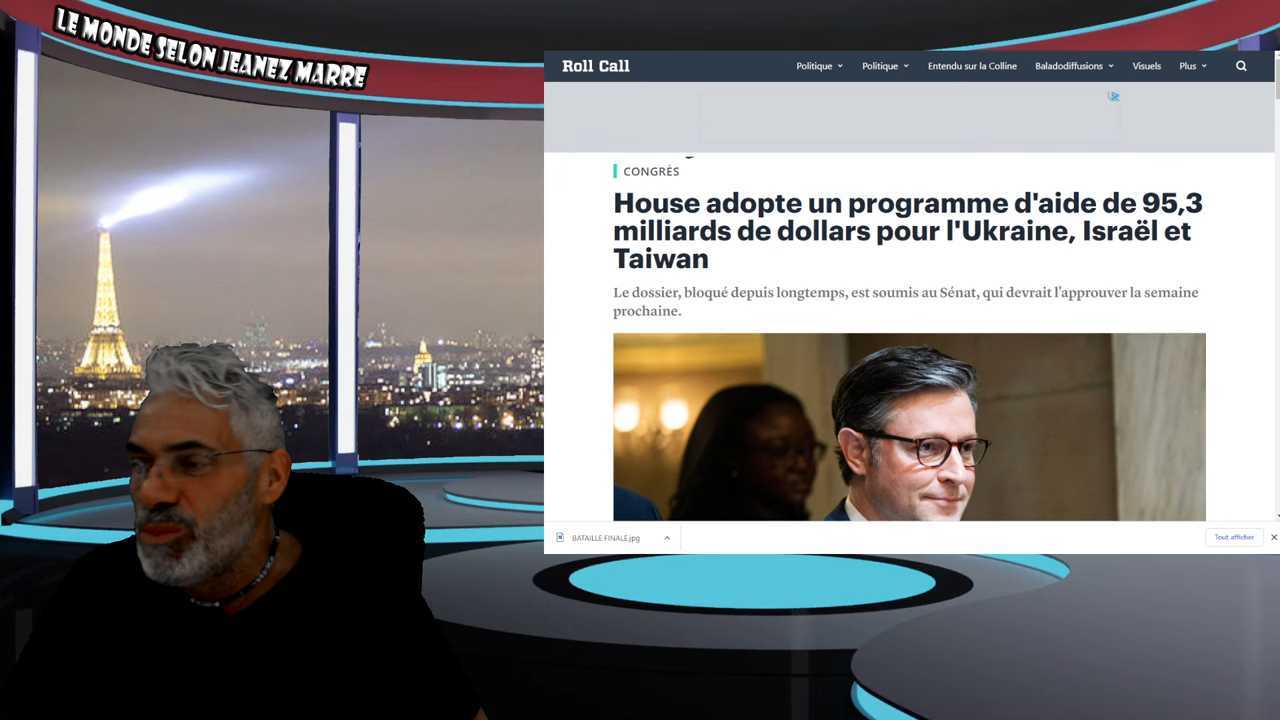 LE MONDE SELON JEANEZ MARRE
Roll Call
Politique Politique Entendu sur la Colline Baladodiffusions Visuels Plus
CONGRÈS
House adopte un programme d'aide de 95,3
milliards de dollars pour l'Ukraine, Israël et
Taiwan
Le dossier, bloqué depuis longtemps, est soumis au Sénat, qui devrait l'approuver la semaine
prochaine.
BATAILLE FINALE.jpg
Tout afficher